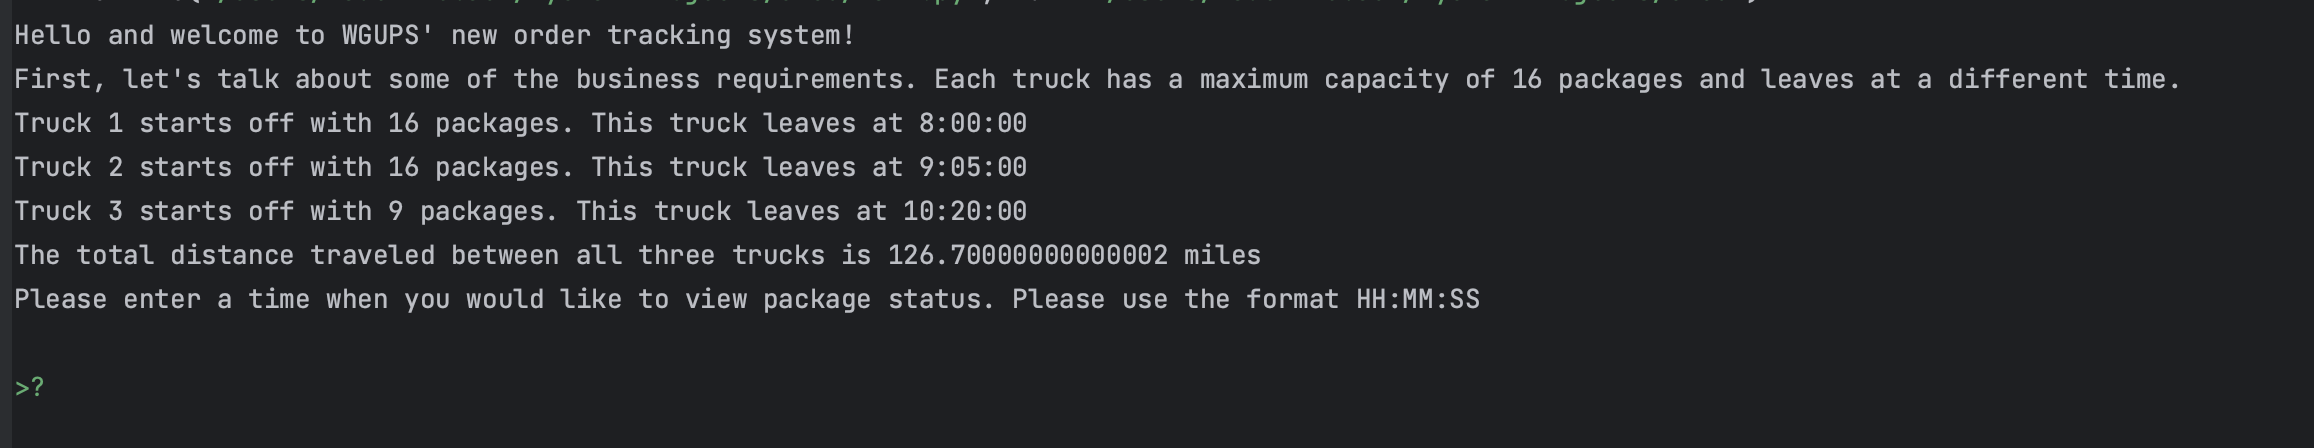 Hello and welcome to WGUPS' new order tracking system!
First, let's talk about some of the business requirements. Each truck has a maximum capacity of 16 packages and leaves at a different time.
Truck 1 starts off with 16 packages. This truck leaves at 8:00:00
Truck 2 starts off with 16 packages. This truck leaves at 9:05:00
Truck 3 starts off with 9 packages. This truck leaves at 10:20:00
The total distance traveled between all three trucks is 126.70000000000002 miles
Please enter a time when you would like to view package status. Please use the format HH:MM:SS
>?